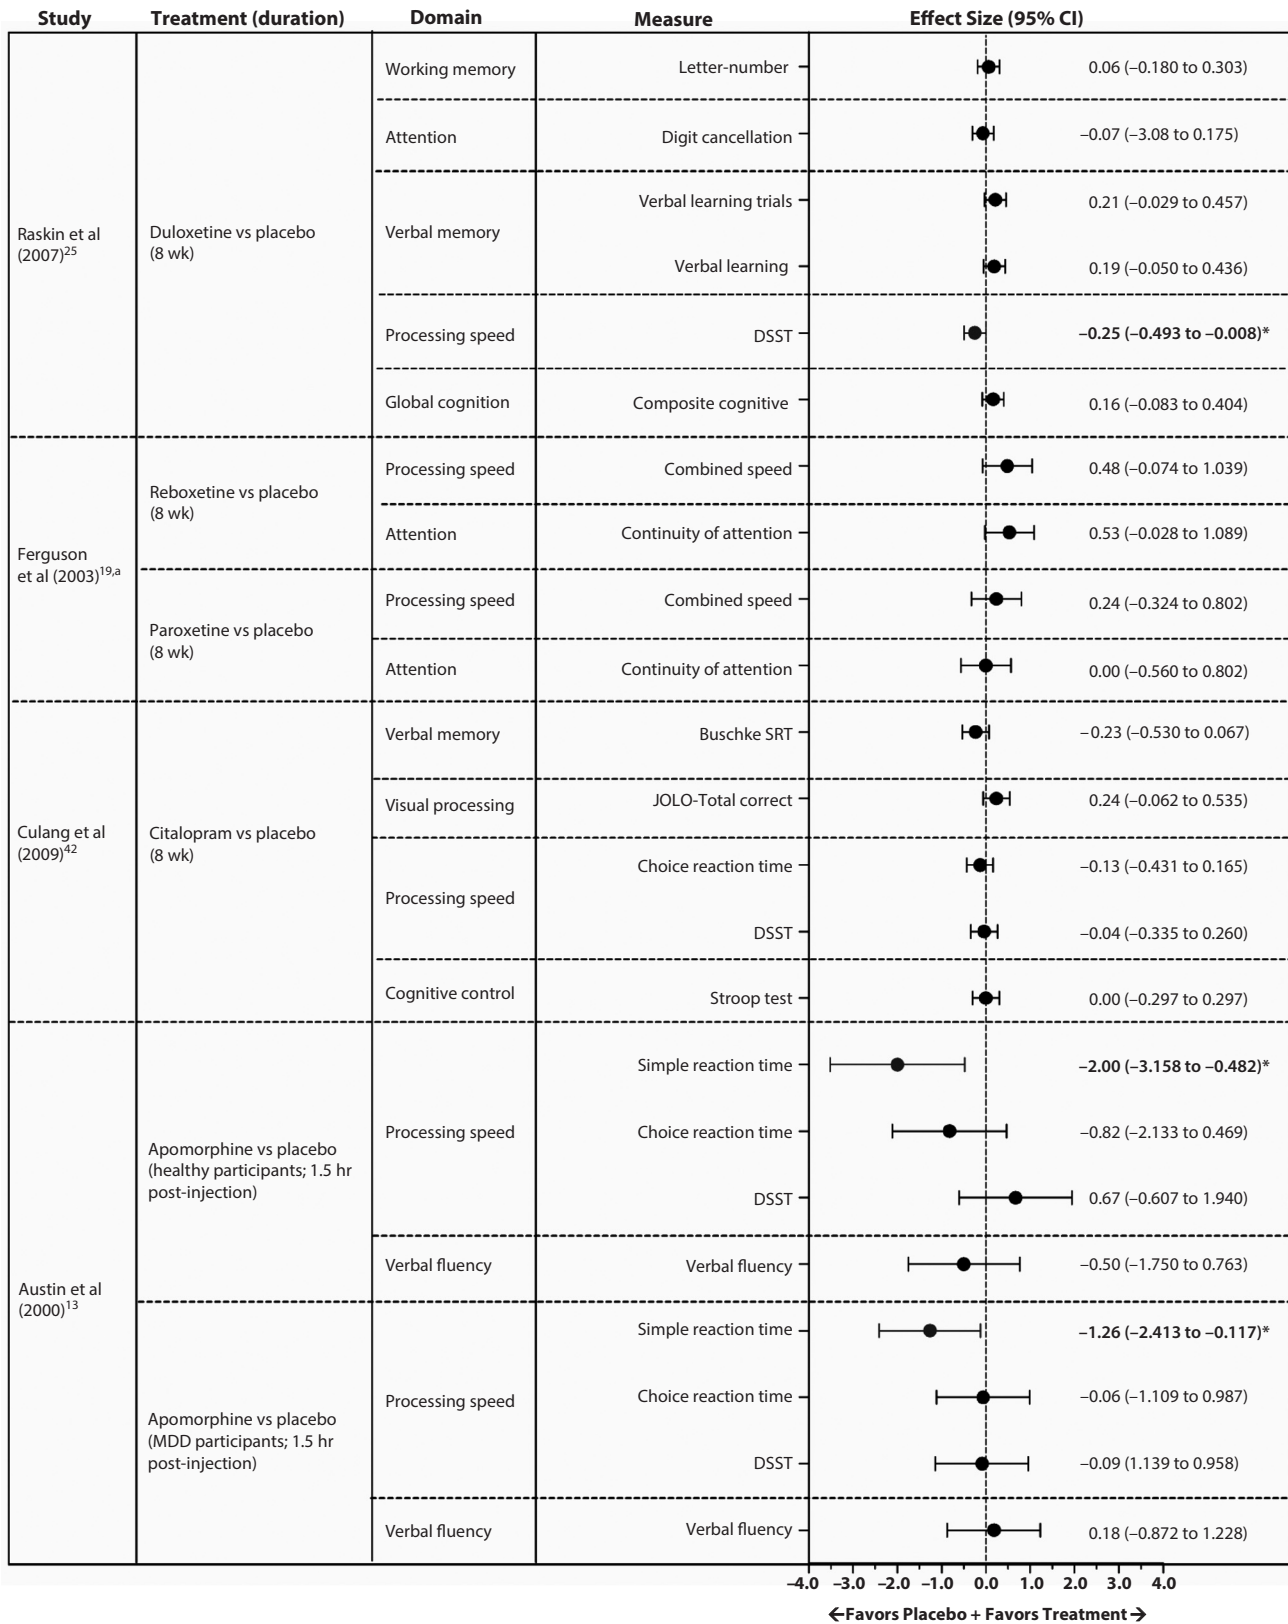 Study Treatment (duration) Domain Measure Effect Size (95% CI)
Working memory Letter-number 0.06 (–0.180 to 0.303)
Attention Digit cancellation –0.07 (–3.08 to 0.175)
Raskin et al
(2007)25
Duloxetine vs placebo
(8 wk)
Verbal memory
Verbal learning trials 0.21 (–0.029 to 0.457)
Verbal learning 0.19 (–0.050 to 0.436)
Processing speed DSST –0.25 (–0.493 to –0.008)*
Global cognition Composite cognitive 0.16 (–0.083 to 0.404)
Ferguson
et al (2003)19,a
Reboxetine vs placebo
(8 wk)
Processing speed Combined speed 0.48 (–0.074 to 1.039)
Attention Continuity of attention 0.53 (–0.028 to 1.089)
Paroxetine vs placebo
(8 wk)
Processing speed Combined speed 0.24 (–0.324 to 0.802)
Attention Continuity of attention 0.00 (–0.560 to 0.802)
Culang et al
(2009)42
Citalopram vs placebo
(8 wk)
Verbal memory Buschke SRT –0.23 (–0.530 to 0.067)
Visual processing JOLO-Total correct 0.24 (–0.062 to 0.535)
Processing speed
Choice reaction time –0.13 (–0.431 to 0.165)
DSST –0.04 (–0.335 to 0.260)
Cognitive control Stroop test 0.00 (–0.297 to 0.297)
Austin et al
(2000)13
Apomorphine vs placebo
(healthy participants; 1.5 hr
post-injection)
Processing speed
Simple reaction time –2.00 (–3.158 to –0.482)*
Choice reaction time –0.82 (–2.133 to 0.469)
DSST 0.67 (–0.607 to 1.940)
Verbal fluency Verbal fluency –0.50 (–1.750 to 0.763)
Apomorphine vs placebo
(MDD participants; 1.5 hr
post-injection)
Processing speed
Simple reaction time –1.26 (–2.413 to –0.117)*
Choice reaction time –0.06 (–1.109 to 0.987)
DSST –0.09 (1.139 to 0.958)
Verbal fluency Verbal fluency 0.18 (–0.872 to 1.228)
–4.0 –3.0 –2.0 –1.0 0.0 1.0 2.0 3.0 4.0
←Favors Placebo + Favors Treatment→